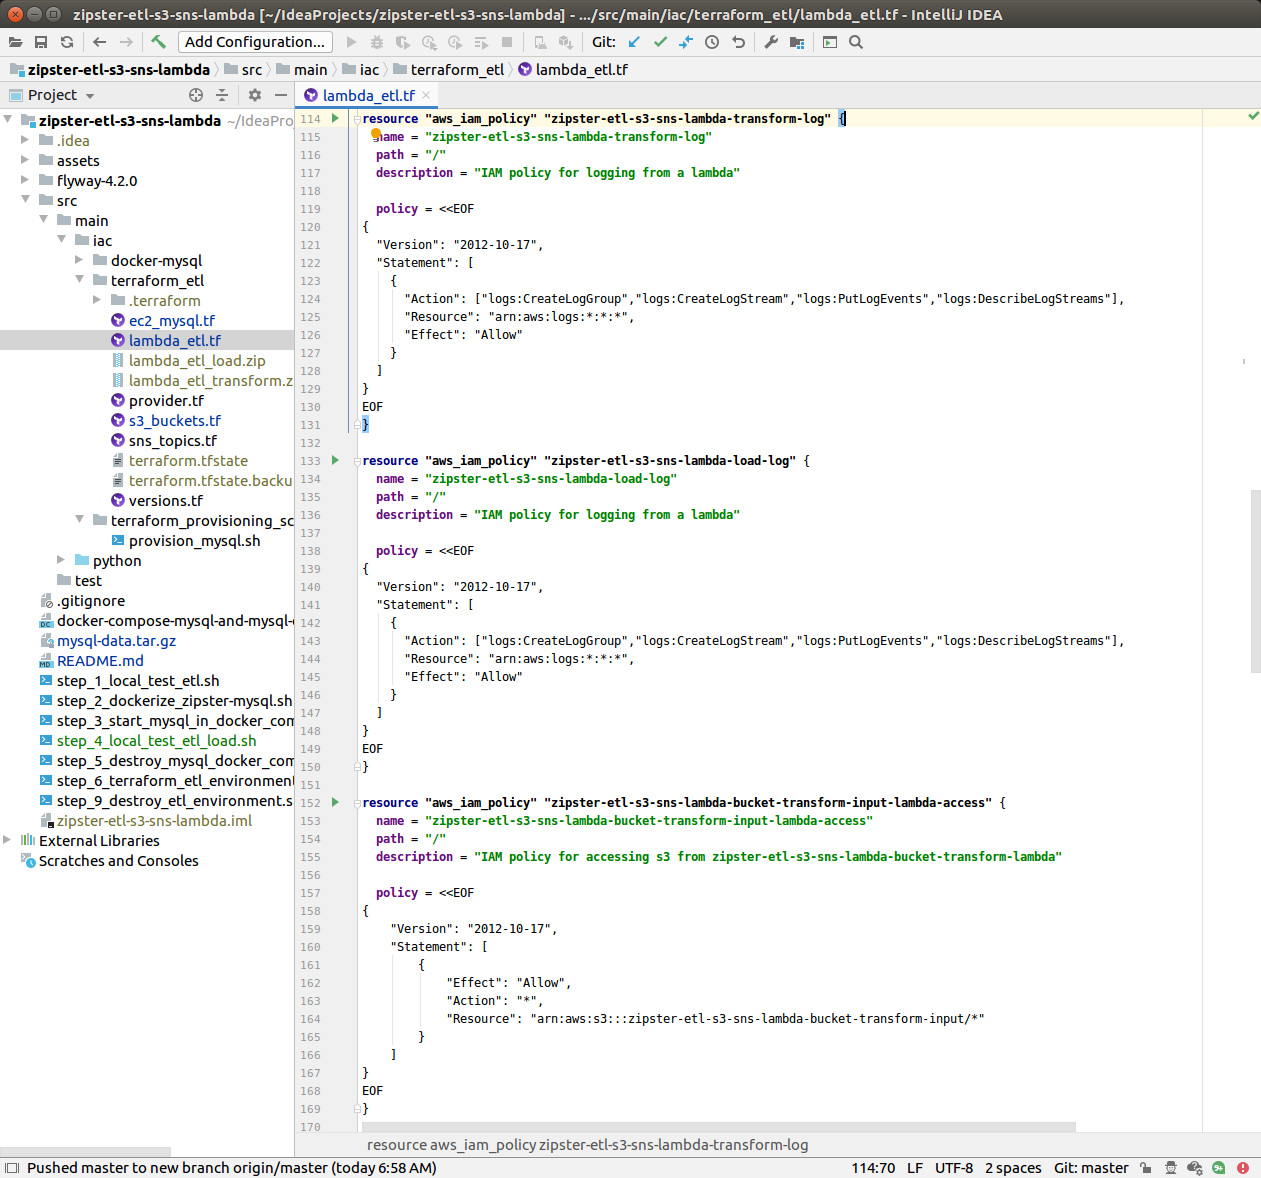 zipster-etl-s3-sns-lambda [~/IdeaProjects/zipster-etl-s3-sns-lambda] - .../src/main/iac/terraform_etl/lambda_etl.tf - IntelliJ IDEA
Add Configuration...
Git:
zipster-etl-s3-sns-lambda
src
main
iac
terraform_etl
lambda_etl.tf
Project
lambda_etl.tf
zipster-etl-s3-sns-lambda ~/IdeaPro
.idea
assets
flyway-4.2.0
src
main
iac
docker-mysql
terraform_etl
.terraform
ec2_mysql.tf
lambda_etl.tf
lambda_etl_load.zip
lambda_etl_transform.z
provider.tf
s3_buckets.tf
sns_topics.tf
terraform.tfstate
terraform.tfstate.backu
versions.tf
terraform_provisioning_sc
provision_mysql.sh
python
test
.gitignore
docker-compose-mysql-and-mysql-
mysql-data.tar.gz
README.md
step_1_local_test_etl.sh
step_2_dockerize_zipster-mysql.sh
step_3_start_mysql_in_docker_con
step_4_local_test_etl_load.sh
step_5_destroy_mysql_docker_com
step_6_terraform_etl_environment
step_9_destroy_etl_environment.s
zipster-etl-s3-sns-lambda.iml
External Libraries
Scratches and Consoles
114 resource "aws_iam_policy" "zipster-etl-s3-sns-lambda-transform-log" {
115 name = "zipster-etl-s3-sns-lambda-transform-log"
116 path = "/"
117 description = "IAM policy for logging from a lambda"
118
119 policy = <<EOF
120 {
121 "Version": "2012-10-17",
122 "Statement": [
123 {
124 "Action": ["logs:CreateLogGroup","logs:CreateLogStream","logs:PutLogEvents","logs:DescribeLogStreams"],
125 "Resource": "arn:aws:logs:*:*:*",
126 "Effect": "Allow"
127 }
128 ]
129 }
130 EOF
131 }
132
133 resource "aws_iam_policy" "zipster-etl-s3-sns-lambda-load-log" {
134 name = "zipster-etl-s3-sns-lambda-load-log"
135 path = "/"
136 description = "IAM policy for logging from a lambda"
137
138 policy = <<EOF
139 {
140 "Version": "2012-10-17",
141 "Statement": [
142 {
143 "Action": ["logs:CreateLogGroup","logs:CreateLogStream","logs:PutLogEvents","logs:DescribeLogStreams"],
144 "Resource": "arn:aws:logs:*:*:*",
145 "Effect": "Allow"
146 }
147 ]
148 }
149 EOF
150 }
151
152 resource "aws_iam_policy" "zipster-etl-s3-sns-lambda-bucket-transform-input-lambda-access" {
153 name = "zipster-etl-s3-sns-lambda-bucket-transform-input-lambda-access"
154 path = "/"
155 description = "IAM policy for accessing s3 from zipster-etl-s3-sns-lambda-bucket-transform-lambda"
156
157 policy = <<EOF
158 {
159 "Version": "2012-10-17",
160 "Statement": [
161 {
162 "Effect": "Allow",
163 "Action": "*",
164 "Resource": "arn:aws:s3:::zipster-etl-s3-sns-lambda-bucket-transform-input/*"
165 }
166 ]
167 }
168 EOF
169 }
170
resource aws_iam_policy zipster-etl-s3-sns-lambda-transform-log
Pushed master to new branch origin/master (today 6:58 AM)
114:70 LF UTF-8 2 spaces Git: master